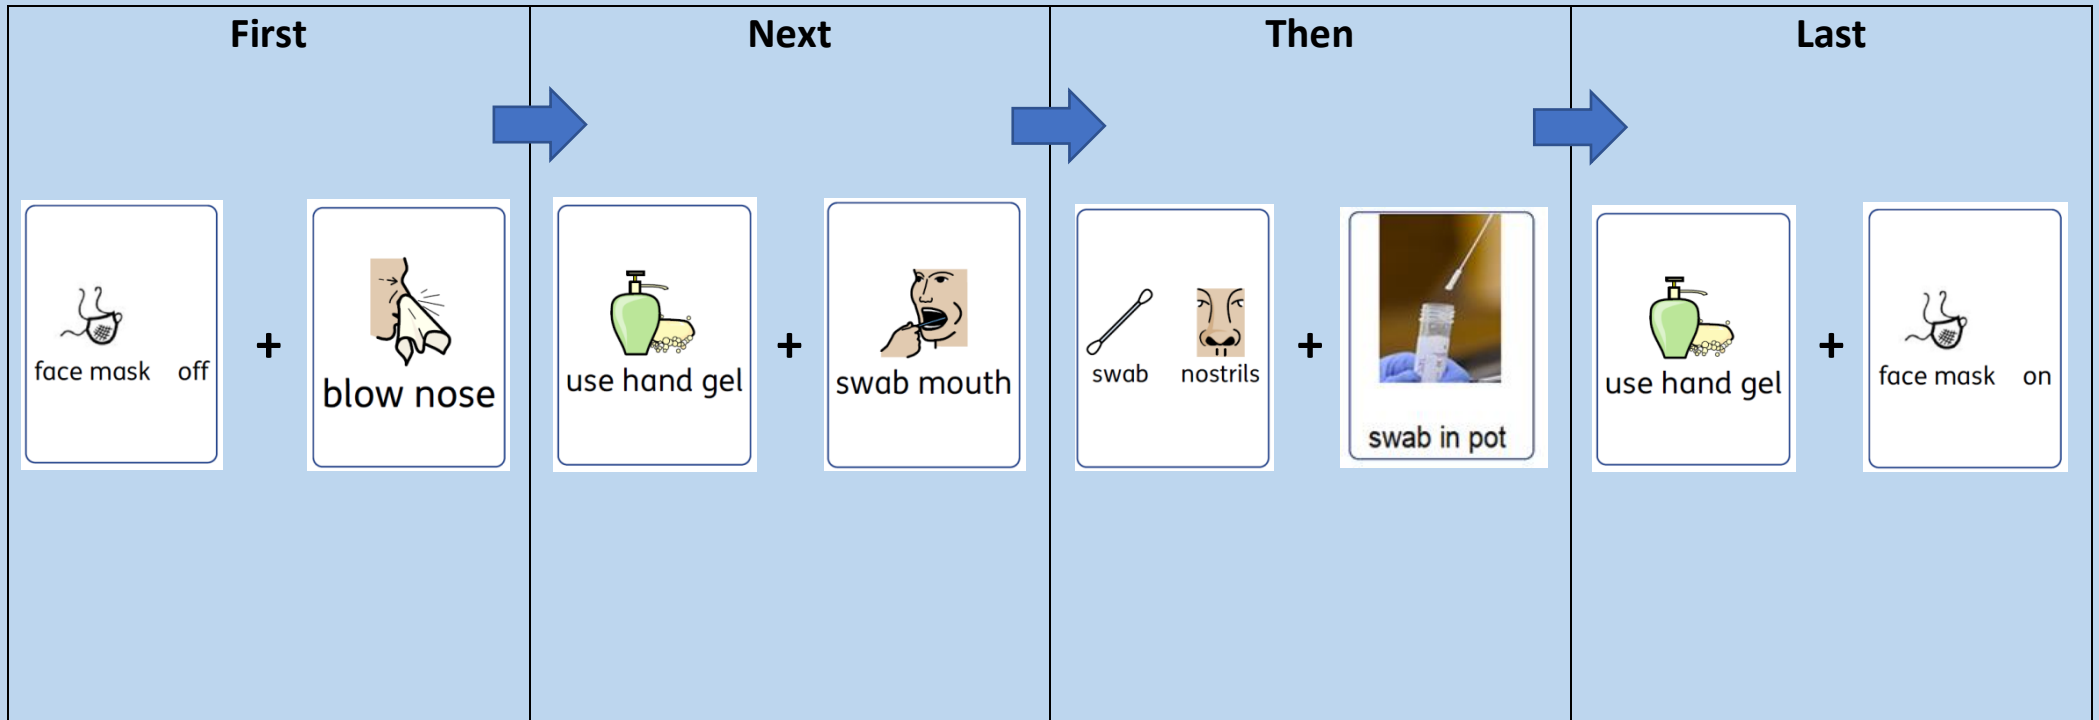 First
face mask off
+
blow nose
Next
use hand gel
+
swab mouth
Then
swab nostrils
+
swab in pot
Last
use hand gel
+
face mask on